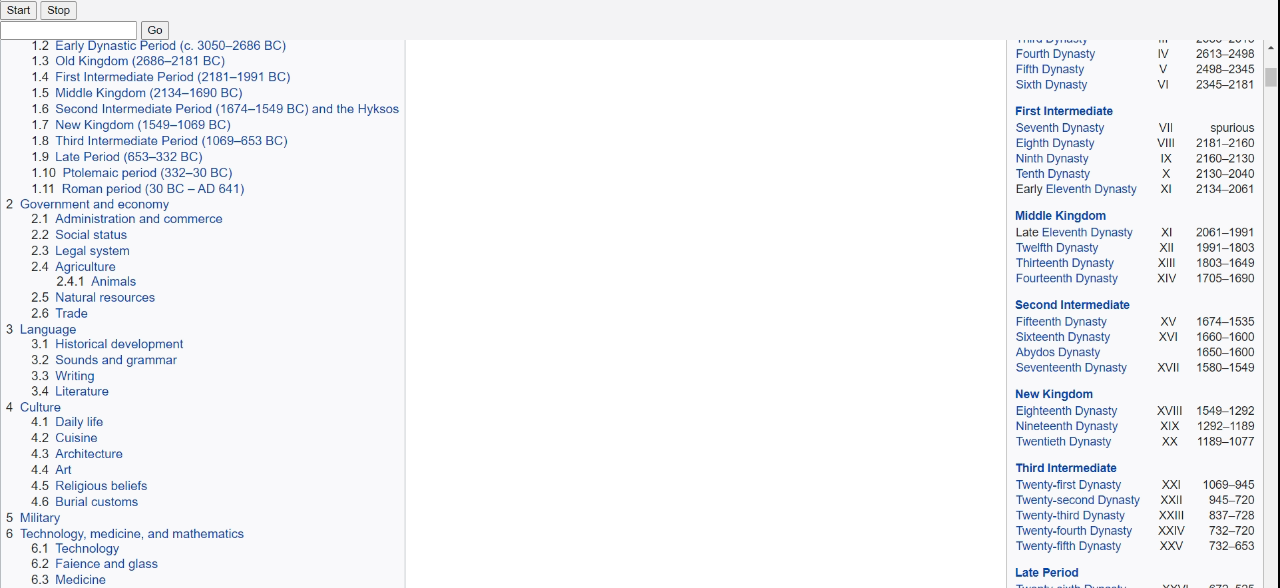 Start Stop
Go
1.2 Early Dynastic Period (c. 3050–2686 BC)
1.3 Old Kingdom (2686–2181 BC)
1.4 First Intermediate Period (2181–1991 BC)
1.5 Middle Kingdom (2134–1690 BC)
1.6 Second Intermediate Period (1674–1549 BC) and the Hyksos
1.7 New Kingdom (1549–1069 BC)
1.8 Third Intermediate Period (1069–653 BC)
1.9 Late Period (653–332 BC)
1.10 Ptolemaic period (332–30 BC)
1.11 Roman period (30 BC – AD 641)
2 Government and economy
2.1 Administration and commerce
2.2 Social status
2.3 Legal system
2.4 Agriculture
2.4.1 Animals
2.5 Natural resources
2.6 Trade
3 Language
3.1 Historical development
3.2 Sounds and grammar
3.3 Writing
3.4 Literature
4 Culture
4.1 Daily life
4.2 Cuisine
4.3 Architecture
4.4 Art
4.5 Religious beliefs
4.6 Burial customs
5 Military
6 Technology, medicine, and mathematics
6.1 Technology
6.2 Faience and glass
6.3 Medicine
Third Dynasty III
Fourth Dynasty IV 2613–2498
Fifth Dynasty V 2498–2345
Sixth Dynasty VI 2345–2181
First Intermediate
Seventh Dynasty VII spurious
Eighth Dynasty VIII 2181–2160
Ninth Dynasty IX 2160–2130
Tenth Dynasty X 2130–2040
Early Eleventh Dynasty XI 2134–2061
Middle Kingdom
Late Eleventh Dynasty XI 2061–1991
Twelfth Dynasty XII 1991–1803
Thirteenth Dynasty XIII 1803–1649
Fourteenth Dynasty XIV 1705–1690
Second Intermediate
Fifteenth Dynasty XV 1674–1535
Sixteenth Dynasty XVI 1660–1600
Abydos Dynasty 1650–1600
Seventeenth Dynasty XVII 1580–1549
New Kingdom
Eighteenth Dynasty XVIII 1549–1292
Nineteenth Dynasty XIX 1292–1189
Twentieth Dynasty XX 1189–1077
Third Intermediate
Twenty-first Dynasty XXI 1069–945
Twenty-second Dynasty XXII 945–720
Twenty-third Dynasty XXIII 837–728
Twenty-fourth Dynasty XXIV 732–720
Twenty-fifth Dynasty XXV 732–653
Late Period
Twenty-sixth Dynasty XXVI